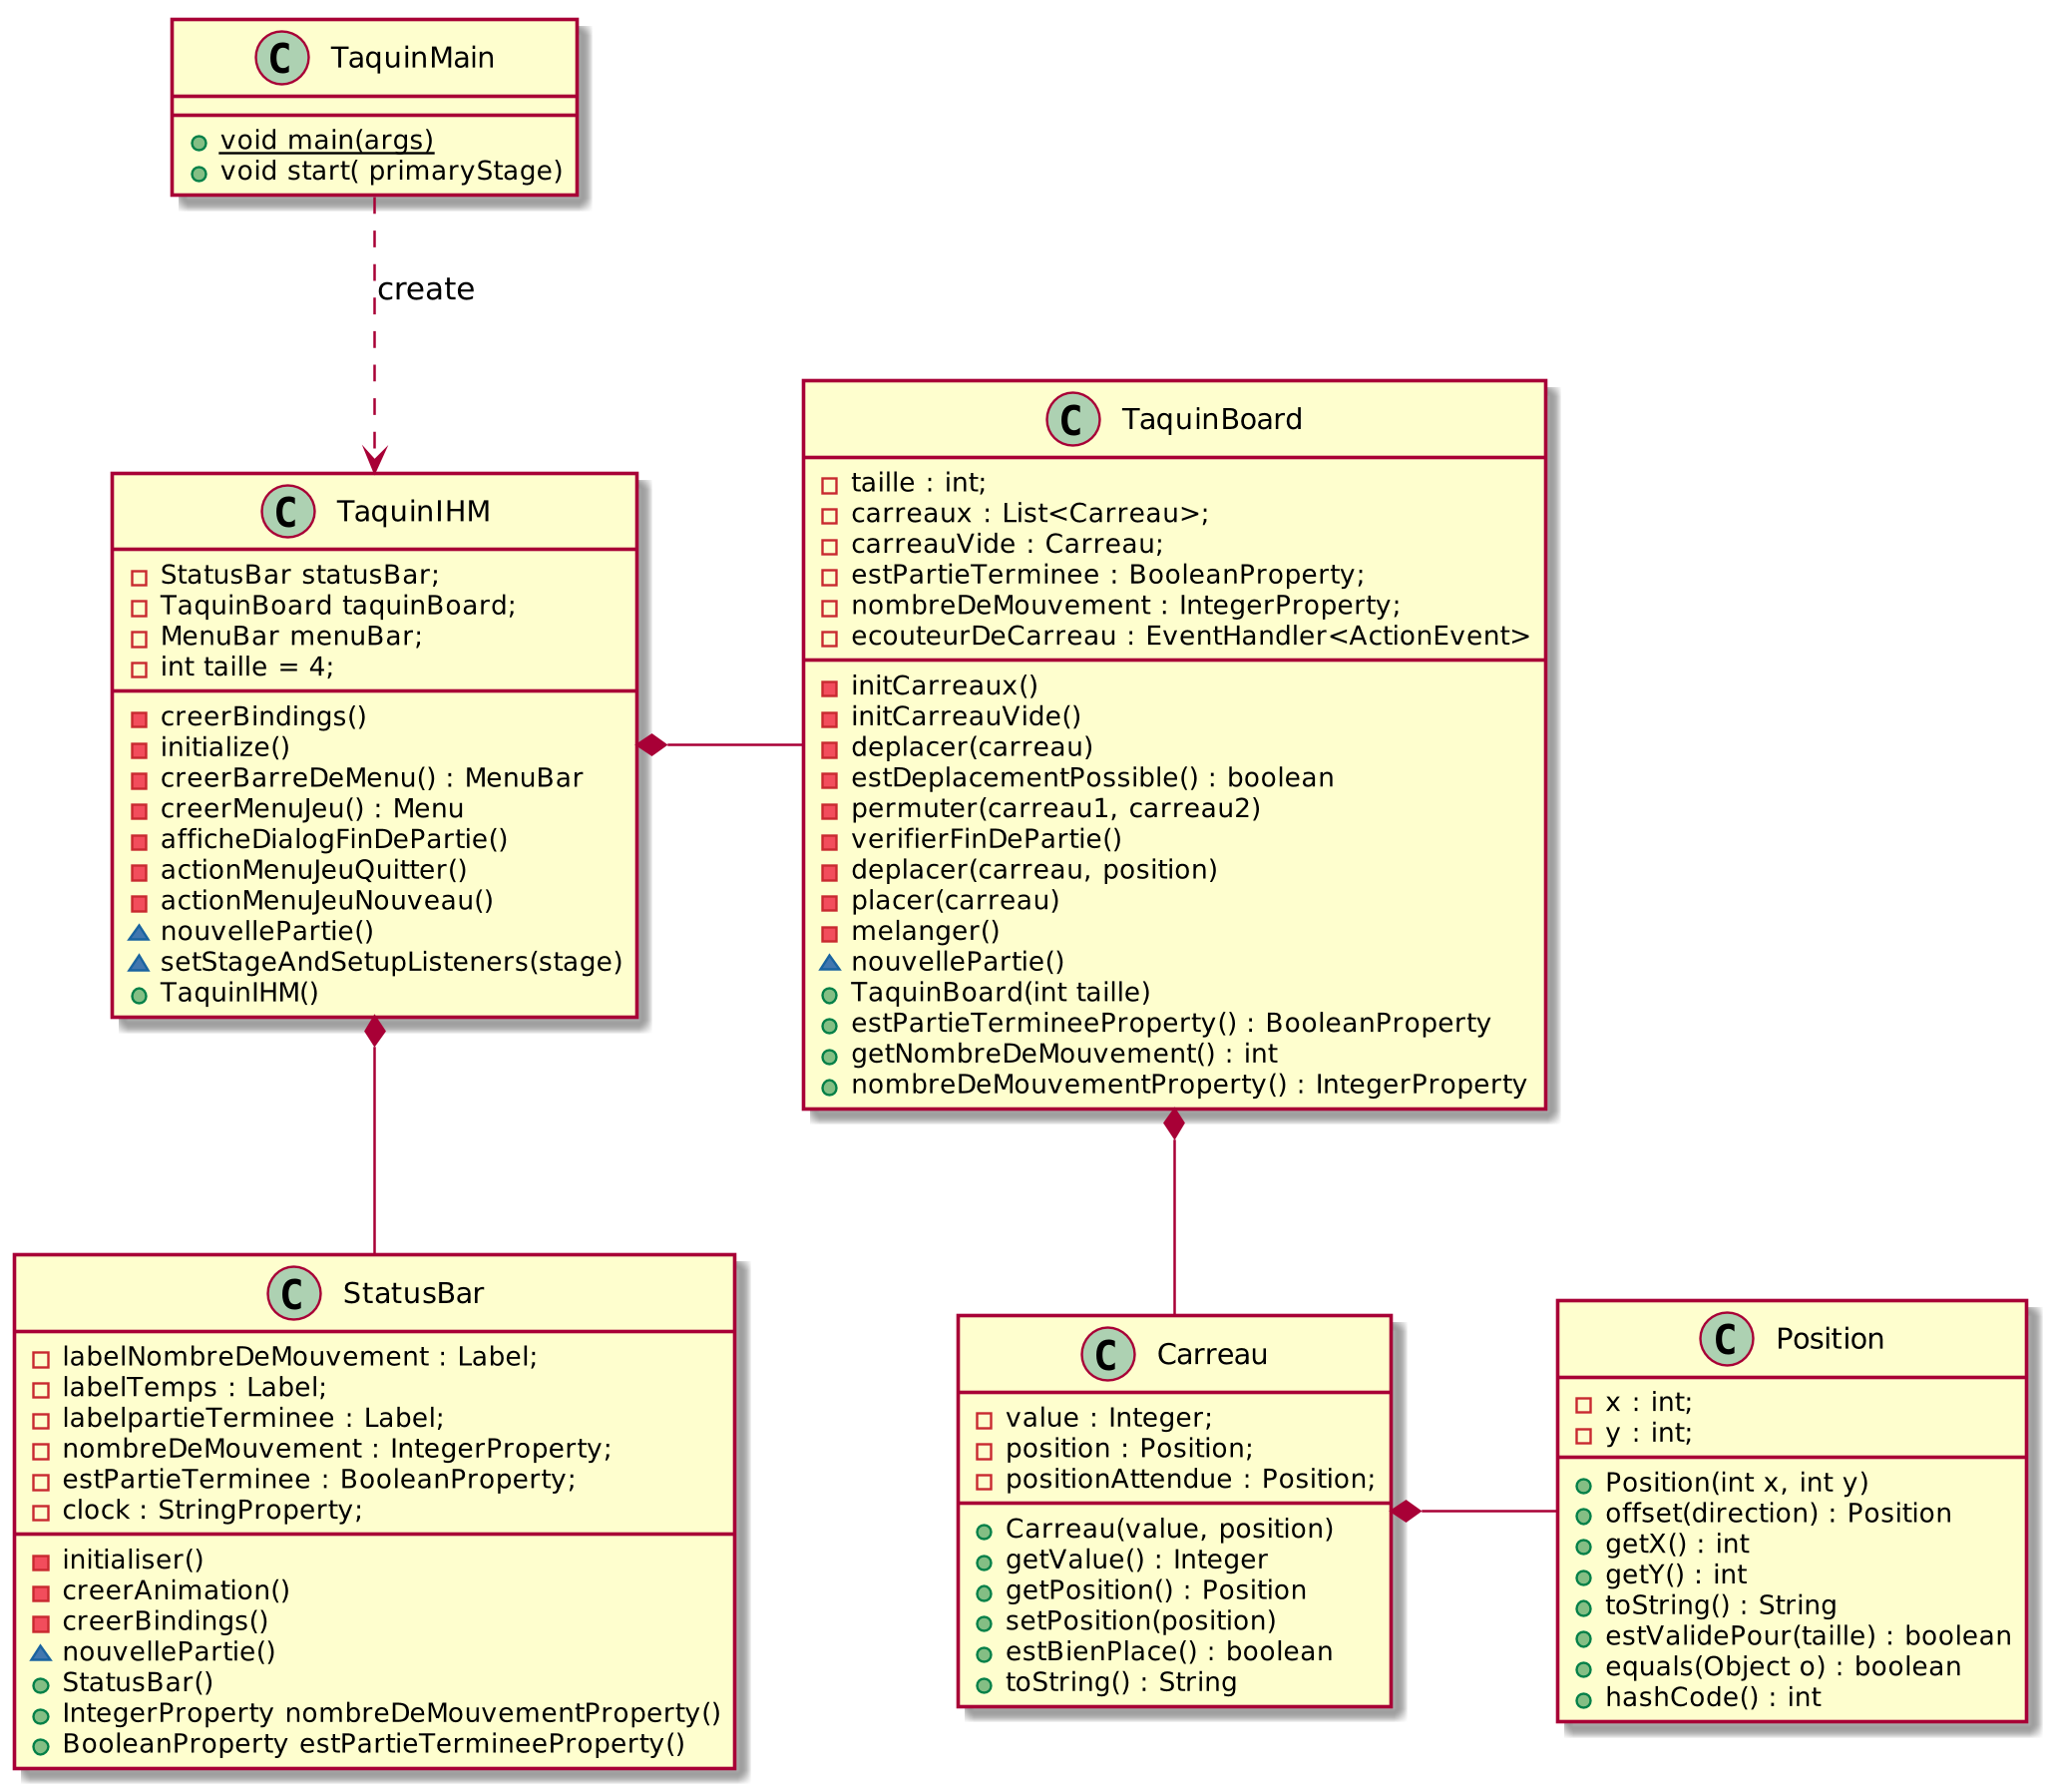 C TaquinMain
void main(args)
void start( primaryStage)
create
C TaquinIHM
StatusBar statusBar;
TaquinBoard taquinBoard;
MenuBar menuBar;
int taille = 4;
creerBindings()
initialize()
creerBarreDeMenu() : MenuBar
creerMenuJeu() : Menu
afficheDialogFinDePartie()
actionMenuJeuQuitter()
actionMenuJeuNouveau()
nouvellePartie()
setStageAndSetupListeners(stage)
TaquinIHM()
C TaquinBoard
taille : int;
carreaux : List<Carreau>;
carreauVide : Carreau;
estPartieTerminee : BooleanProperty;
nombreDeMouvement : IntegerProperty;
ecouteurDeCarreau : EventHandler<ActionEvent>
initCarreaux()
initCarreauVide()
deplacer(carreau)
estDeplacementPossible() : boolean
permuter(carreau1, carreau2)
verifierFinDePartie()
deplacer(carreau, position)
placer(carreau)
melanger()
nouvellePartie()
TaquinBoard(int taille)
estPartieTermineeProperty() : BooleanProperty
getNombreDeMouvement() : int
nombreDeMouvementProperty() : IntegerProperty
C StatusBar
labelNombreDeMouvement : Label;
labelTemps : Label;
labelpartieTerminee : Label;
nombreDeMouvement : IntegerProperty;
estPartieTerminee : BooleanProperty;
clock : StringProperty;
initialiser()
creerAnimation()
creerBindings()
nouvellePartie()
StatusBar()
IntegerProperty nombreDeMouvementProperty()
BooleanProperty estPartieTermineeProperty()
C Carreau
value : Integer;
position : Position;
positionAttendue : Position;
Carreau(value, position)
getValue() : Integer
getPosition() : Position
setPosition(position)
estBienPlace() : boolean
toString() : String
C Position
x : int;
y : int;
Position(int x, int y)
offset(direction) : Position
getX() : int
getY() : int
toString() : String
estValidePour(taille) : boolean
equals(Object o) : boolean
hashCode() : int